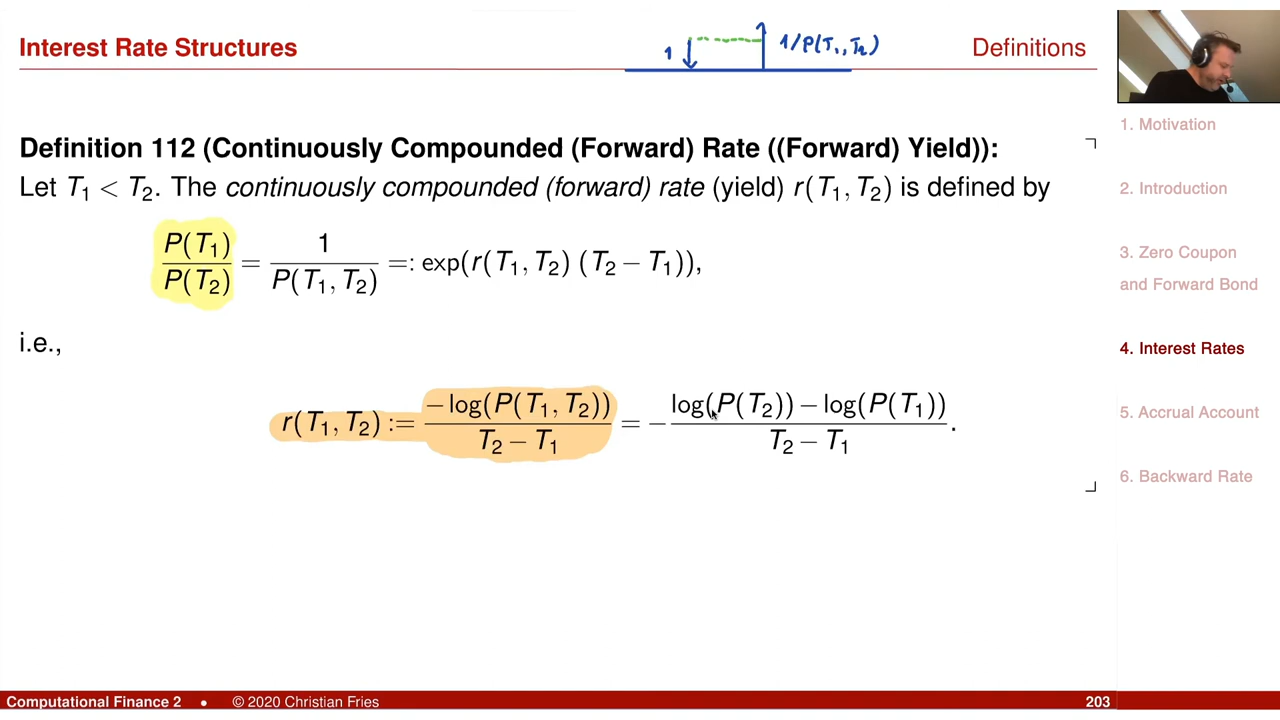 Interest Rate Structures
1
1/P(T₁,T₂)
Definitions
Definition 112 (Continuously Compounded (Forward) Rate ((Forward) Yield)):
Let T₁ < T₂. The continuously compounded (forward) rate (yield) r(T₁, T₂) is defined by
P(T₁)/P(T₂) = 1/P(T₁, T₂) =: exp(r(T₁, T₂) (T₂ − T₁)),
i.e.,
r(T₁, T₂) := −log(P(T₁, T₂))/(T₂ − T₁) = − (log(P(T₂)) − log(P(T₁)))/(T₂ − T₁).
1. Motivation
2. Introduction
3. Zero Coupon
and Forward Bond
4. Interest Rates
5. Accrual Account
6. Backward Rate
Computational Finance 2 • © 2020 Christian Fries
203